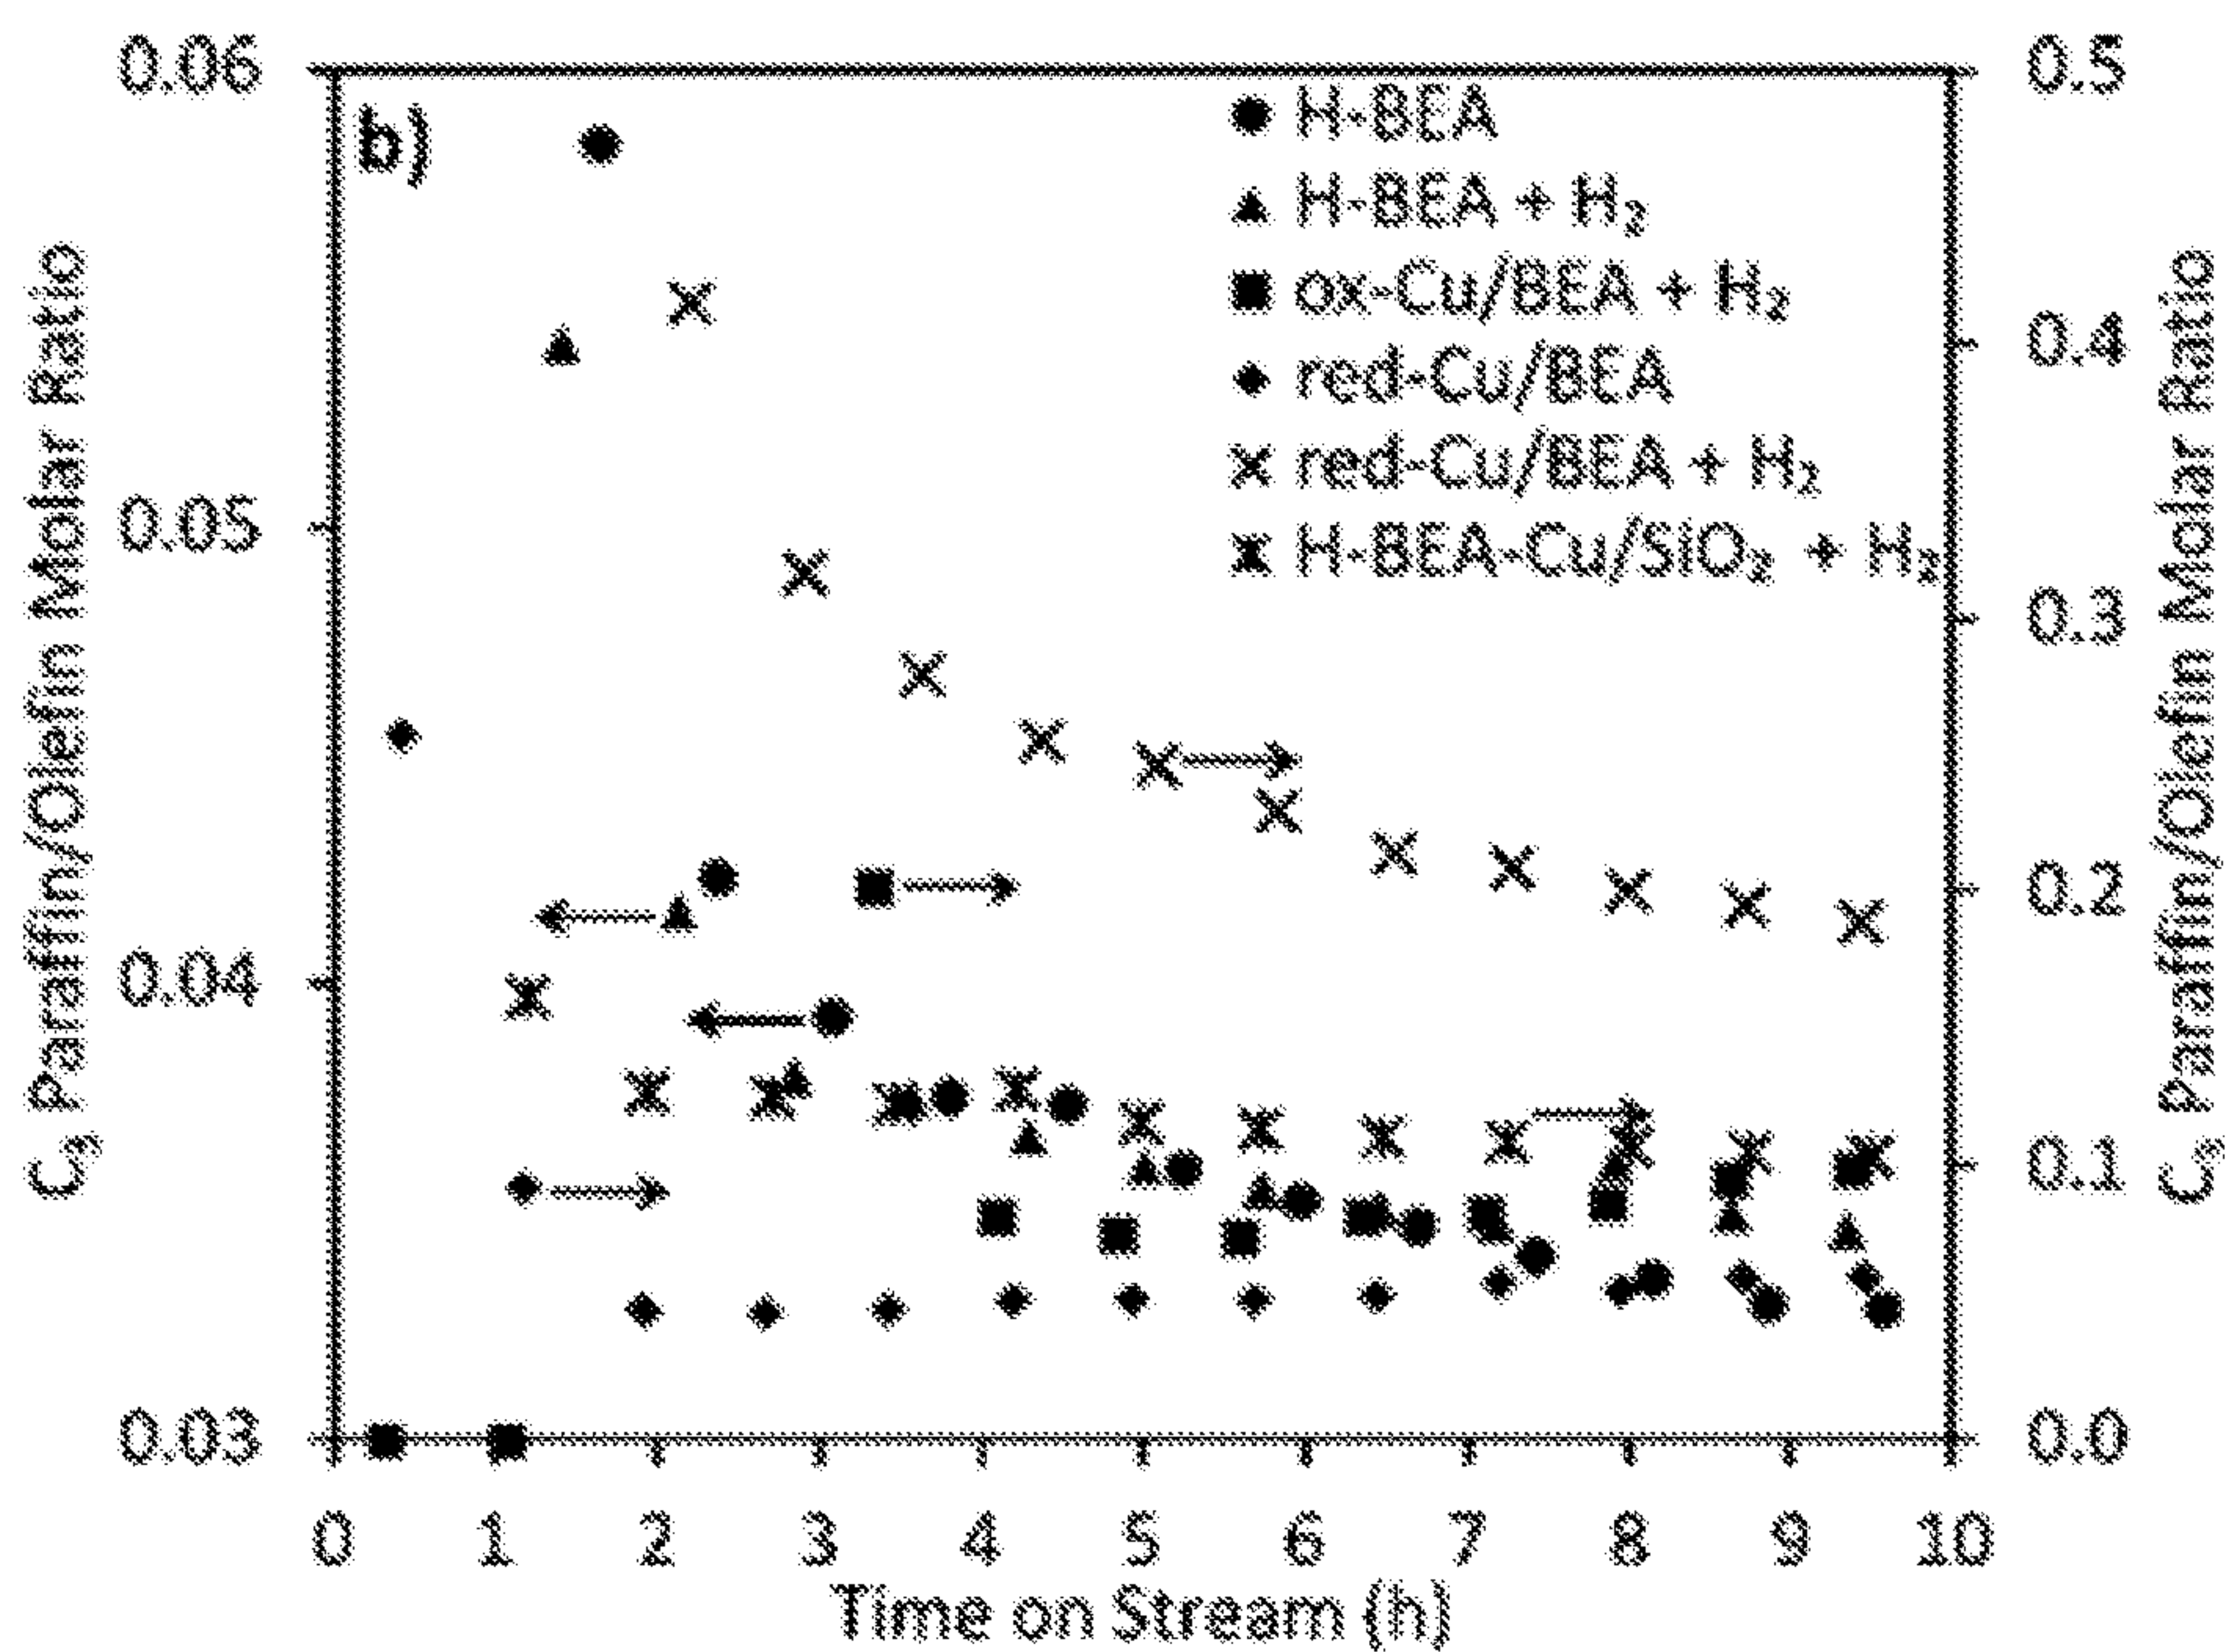 b)
C₃ Paraffin/Olefin Molar Ratio
0.06
0.05
0.04
0.03
H-BEA
H-BEA + H₂
ox-Cu/BEA + H₂
red-Cu/BEA
red-Cu/BEA + H₂
H-BEA-Cu/SiO₂ + H₂
0.5
0.4
0.3
0.2
0.1
0.0
C₃ Paraffin/Olefin Molar Ratio
0 1 2 3 4 5 6 7 8 9 10
Time on Stream (h)